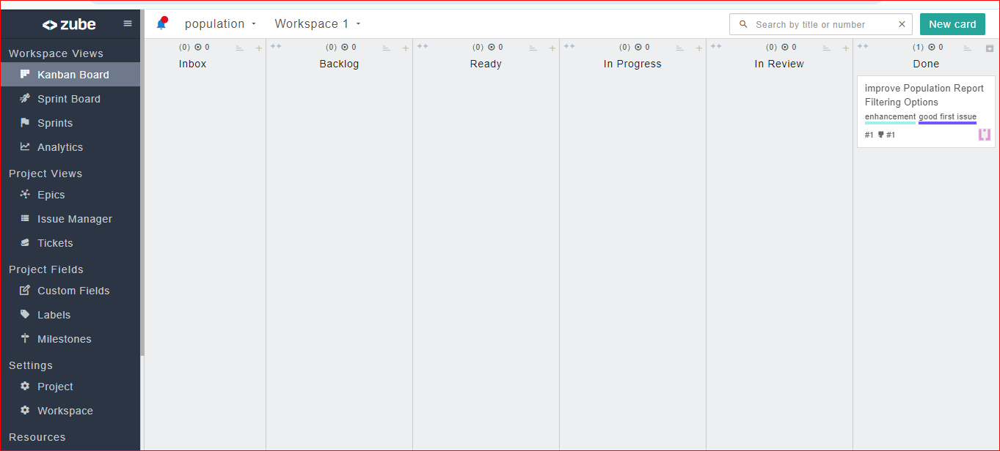 zube
population
Workspace 1
Search by title or number
New card
Workspace Views
Kanban Board
Sprint Board
Sprints
Analytics
Project Views
Epics
Issue Manager
Tickets
Project Fields
Custom Fields
Labels
Milestones
Settings
Project
Workspace
Resources
(0) 0
Inbox
(0) 0
Backlog
(0) 0
Ready
(0) 0
In Progress
(0) 0
In Review
(1) 0
Done
improve Population Report
Filtering Options
enhancement good first issue
#1 #1